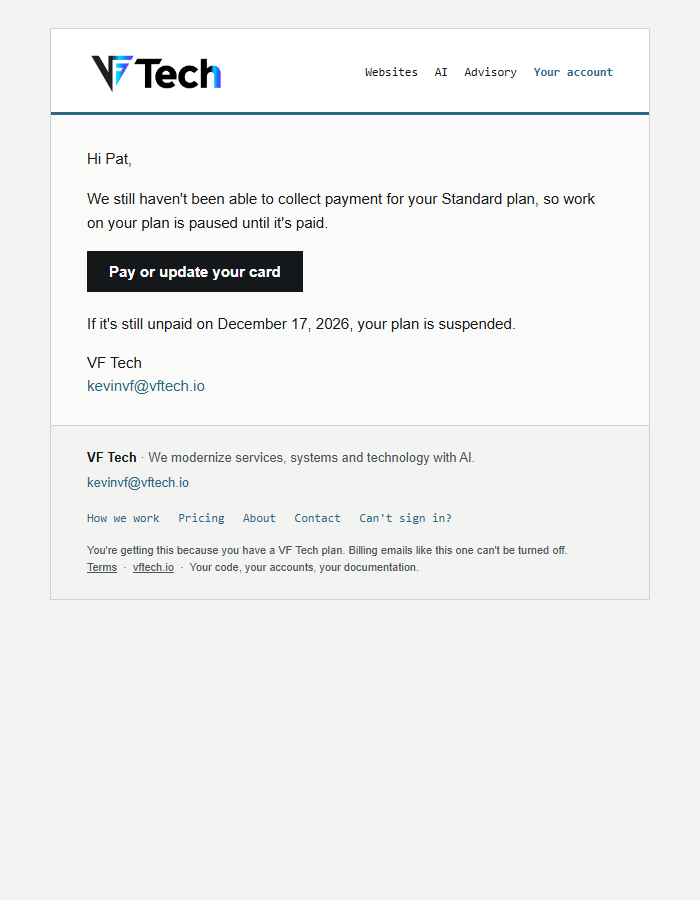 VF Tech
Websites AI Advisory Your account
Hi Pat,
We still haven't been able to collect payment for your Standard plan, so work
on your plan is paused until it's paid.
Pay or update your card
If it's still unpaid on December 17, 2026, your plan is suspended.
VF Tech
kevinvf@vftech.io
VF Tech · We modernize services, systems and technology with AI.
kevinvf@vftech.io
How we work Pricing About Contact Can't sign in?
You're getting this because you have a VF Tech plan. Billing emails like this one can't be turned off.
Terms · vftech.io · Your code, your accounts, your documentation.